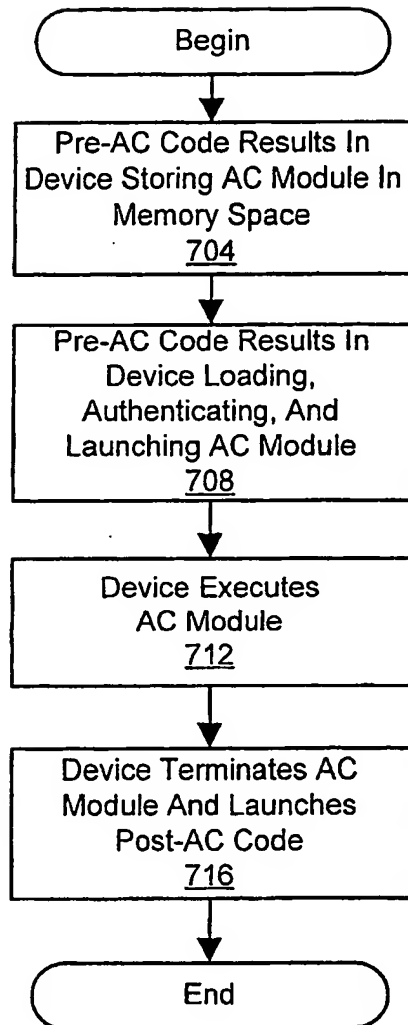 Begin
Pre-AC Code Results In
Device Storing AC Module In
Memory Space
704
Pre-AC Code Results In
Device Loading,
Authenticating, And
Launching AC Module
708
Device Executes
AC Module
712
Device Terminates AC
Module And Launches
Post-AC Code
716
End